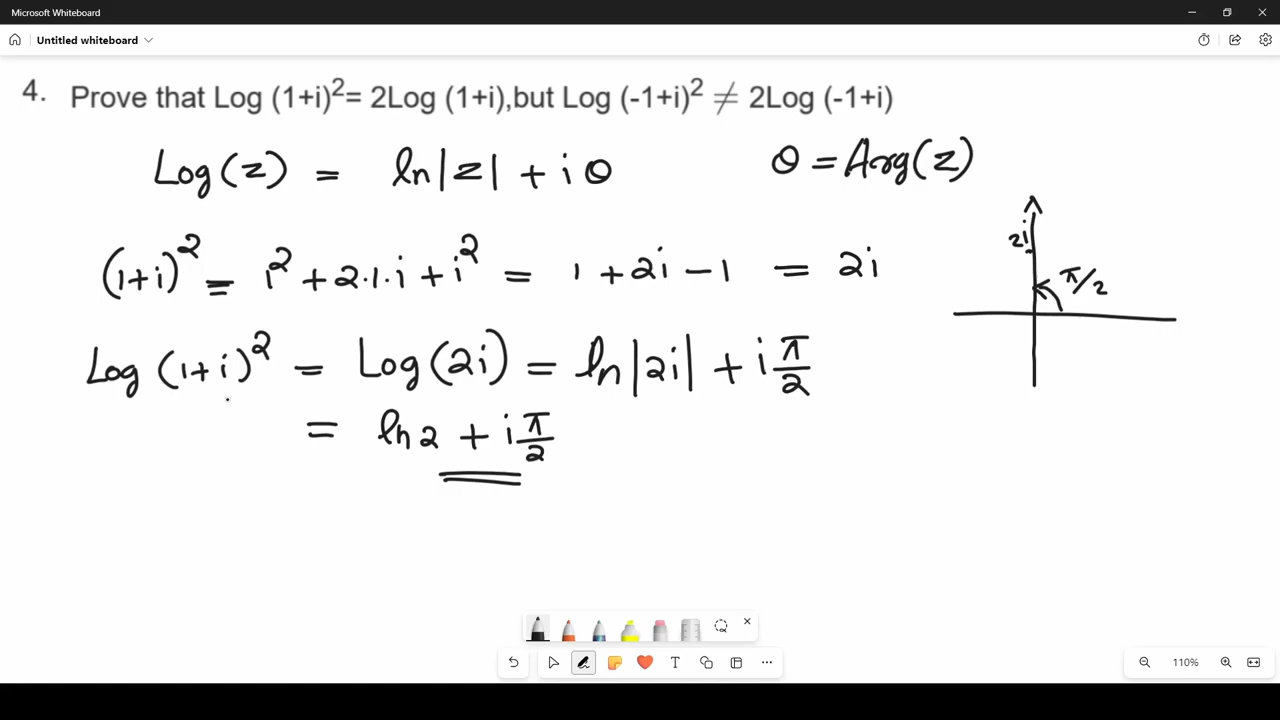 Microsoft Whiteboard
Untitled whiteboard
4. Prove that Log (1+i)²= 2Log (1+i),but Log (-1+i)² ≠ 2Log (-1+i)
Log(z) = ln|z| + iθ θ = Arg(z)
2i
π/2
(1+i)² = 1² + 2·1·i + i² = 1 + 2i - 1 = 2i
Log (1+i)² = Log(2i) = ln|2i| + i π/2
= ln2 + i π/2
110%